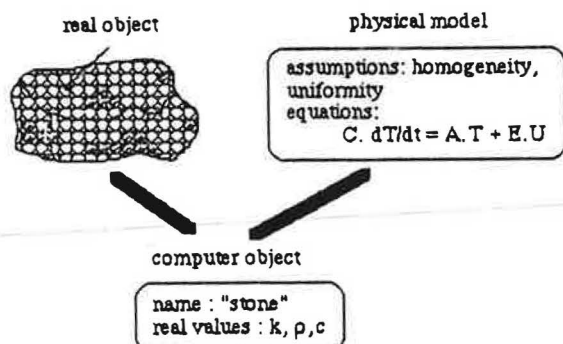 real object
physical model
assumptions: homogeneity,
uniformity
equations:
C. dT/dt = A.T + E.U
computer object
name : "stone"
real values : k, ρ,c